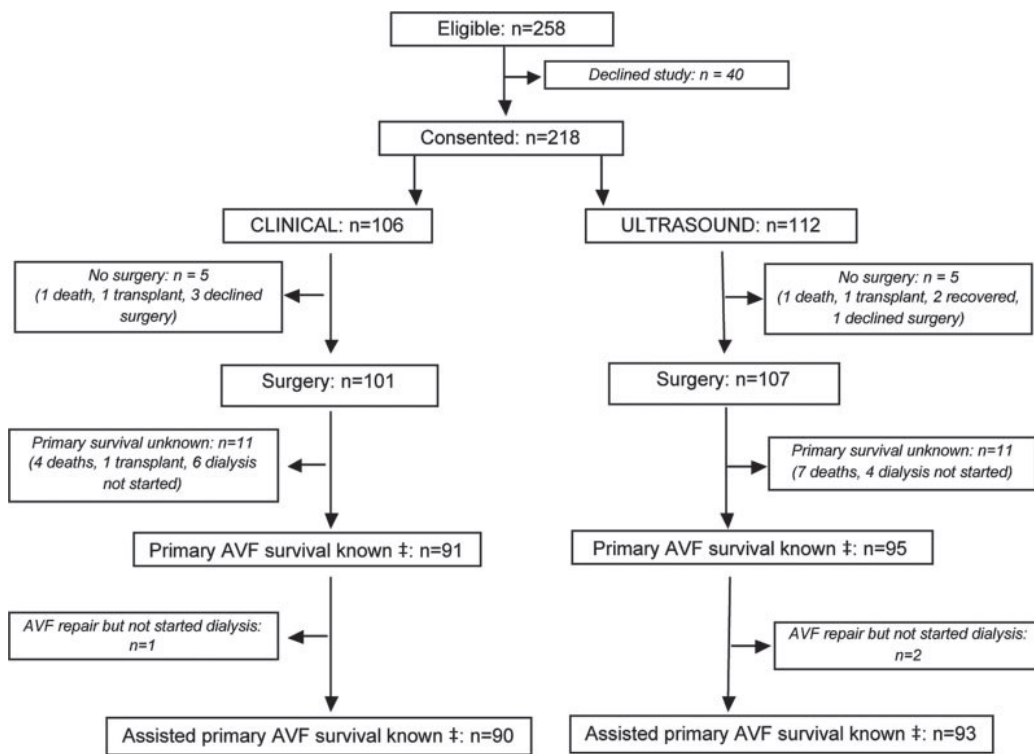 Eligible: n=258
Declined study: n = 40
Consented: n=218
CLINICAL: n=106
ULTRASOUND: n=112
No surgery: n = 5
(1 death, 1 transplant, 3 declined
surgery)
No surgery: n = 5
(1 death, 1 transplant, 2 recovered,
1 declined surgery)
Surgery: n=101
Surgery: n=107
Primary survival unknown: n=11
(4 deaths, 1 transplant, 6 dialysis
not started)
Primary survival unknown: n=11
(7 deaths, 4 dialysis not started)
Primary AVF survival known ‡: n=91
Primary AVF survival known ‡: n=95
AVF repair but not started dialysis:
n=1
AVF repair but not started dialysis:
n=2
Assisted primary AVF survival known ‡: n=90
Assisted primary AVF survival known ‡: n=93